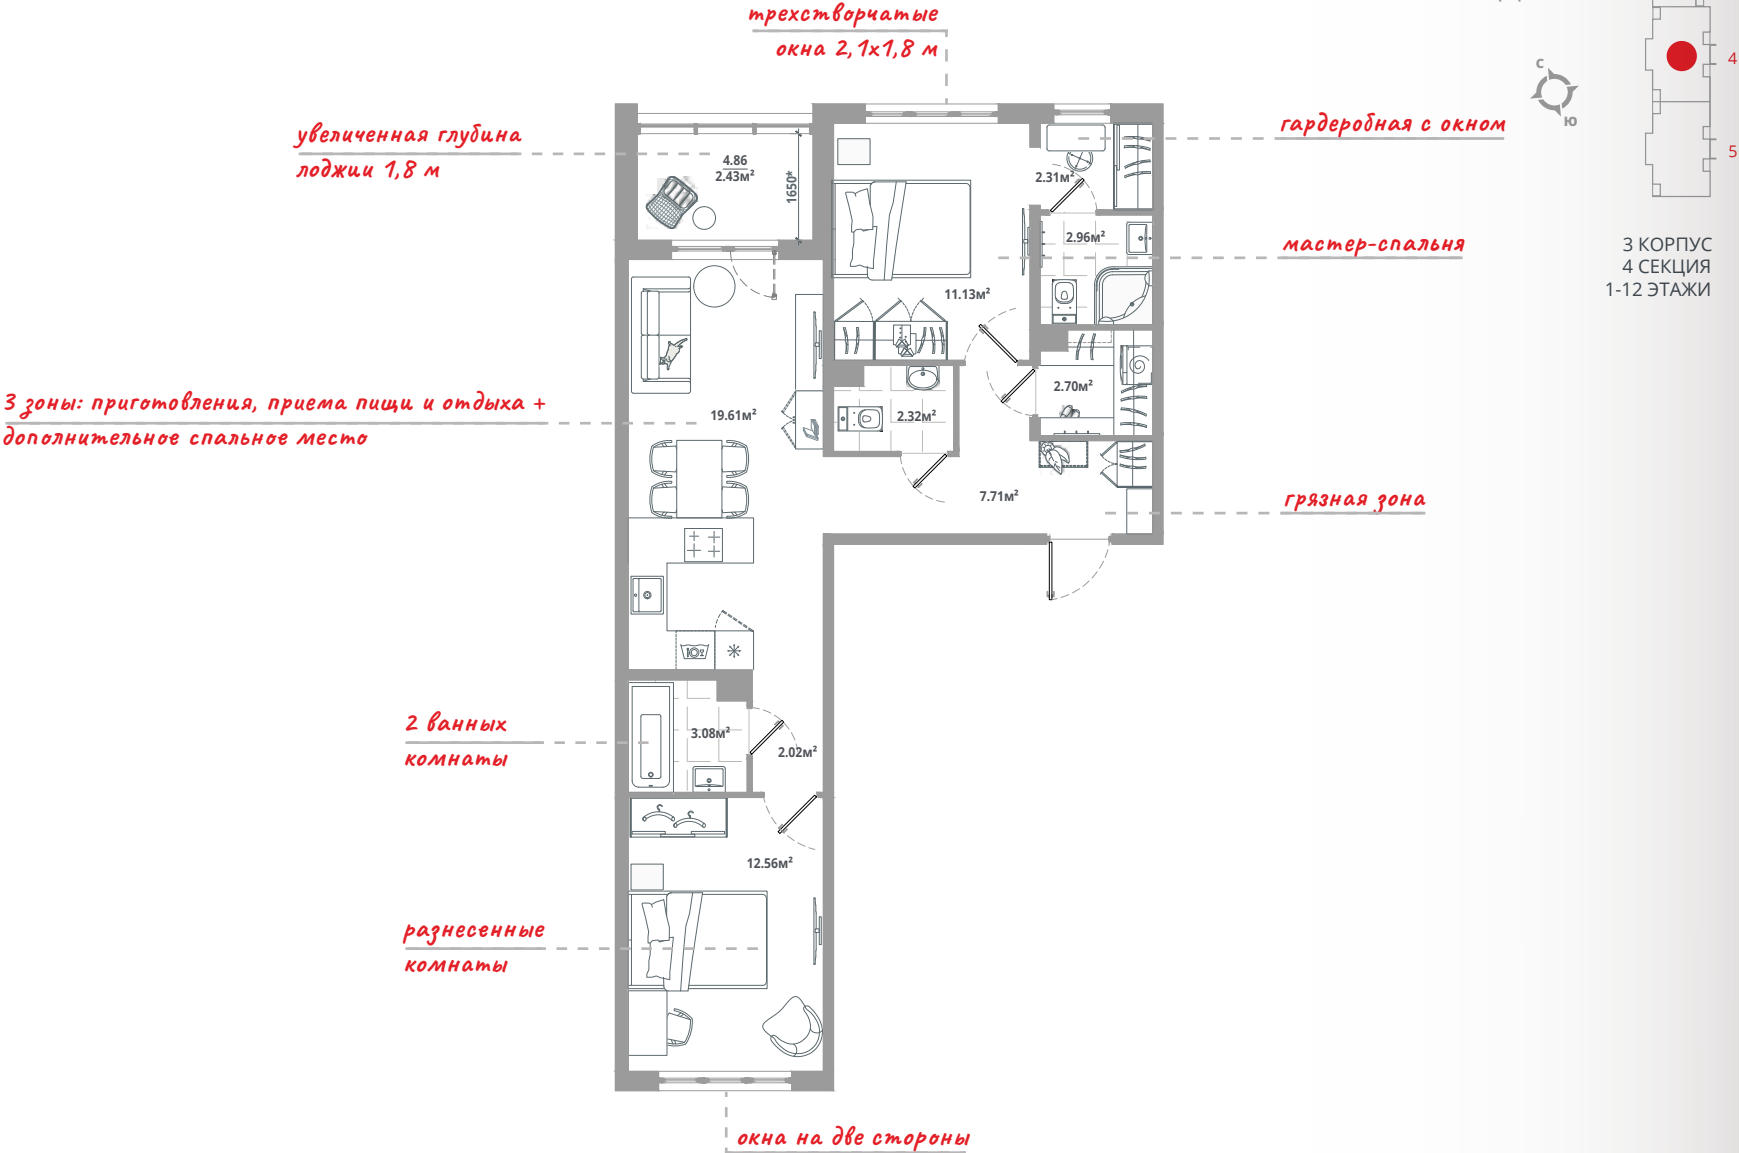 трехстворчатые
окна 2,1х1,8 м
увеличенная глубина
лоджии 1,8 м
гардеробная с окном
мастер-спальня
3 зоны: приготовления, приема пищи и отдыха +
дополнительное спальное место
грязная зона
2 ванных
комнаты
разнесенные
комнаты
окна на две стороны
4.86
2.43м²
1650*
2.31м²
2.96м²
11.13м²
2.70м²
19.61м²
2.32м²
7.71м²
3.08м²
2.02м²
12.56м²
С
Ю
4
5
3 КОРПУС
4 СЕКЦИЯ
1-12 ЭТАЖИ